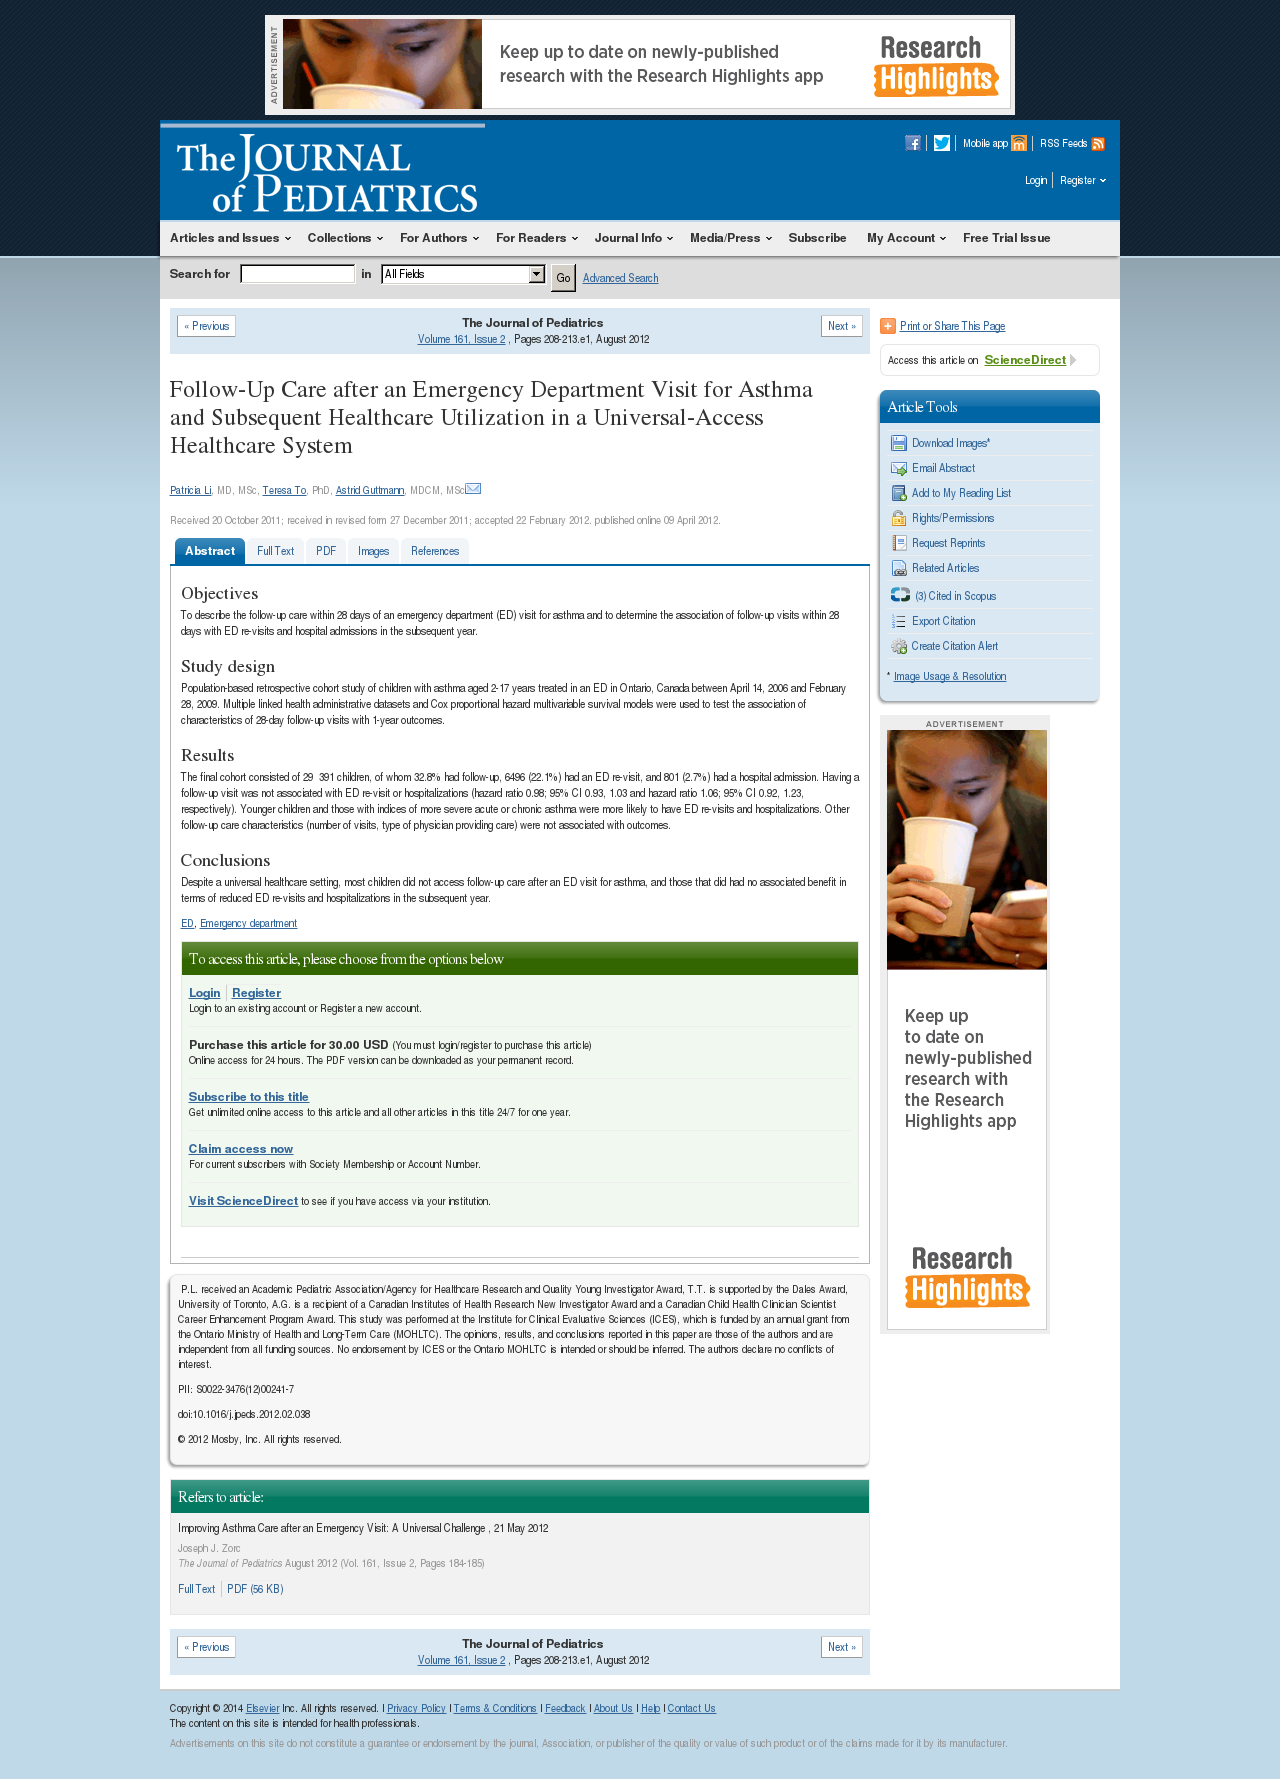 ADVERTISEMENT
Keep up to date on newly-published
research with the Research Highlights app
Research
Highlights
The JOURNAL
of PEDIATRICS
Mobile app
RSS Feeds
Login
Register
Articles and Issues
Collections
For Authors
For Readers
Journal Info
Media/Press
Subscribe
My Account
Free Trial Issue
Search for
in
All Fields
Go
Advanced Search
« Previous
The Journal of Pediatrics
Volume 161, Issue 2 , Pages 208-213.e1, August 2012
Next »
Follow-Up Care after an Emergency Department Visit for Asthma
and Subsequent Healthcare Utilization in a Universal-Access
Healthcare System
Patricia Li, MD, MSc, Teresa To, PhD, Astrid Guttmann, MDCM, MSc
Received 20 October 2011; received in revised form 27 December 2011; accepted 22 February 2012. published online 09 April 2012.
Abstract
Full Text
PDF
Images
References
Objectives
To describe the follow-up care within 28 days of an emergency department (ED) visit for asthma and to determine the association of follow-up visits within 28
days with ED re-visits and hospital admissions in the subsequent year.
Study design
Population-based retrospective cohort study of children with asthma aged 2-17 years treated in an ED in Ontario, Canada between April 14, 2006 and February
28, 2009. Multiple linked health administrative datasets and Cox proportional hazard multivariable survival models were used to test the association of
characteristics of 28-day follow-up visits with 1-year outcomes.
Results
The final cohort consisted of 29 391 children, of whom 32.8% had follow-up, 6496 (22.1%) had an ED re-visit, and 801 (2.7%) had a hospital admission. Having a
follow-up visit was not associated with ED re-visit or hospitalizations (hazard ratio 0.98; 95% CI 0.93, 1.03 and hazard ratio 1.06; 95% CI 0.92, 1.23,
respectively). Younger children and those with indices of more severe acute or chronic asthma were more likely to have ED re-visits and hospitalizations. Other
follow-up care characteristics (number of visits, type of physician providing care) were not associated with outcomes.
Conclusions
Despite a universal healthcare setting, most children did not access follow-up care after an ED visit for asthma, and those that did had no associated benefit in
terms of reduced ED re-visits and hospitalizations in the subsequent year.
ED, Emergency department
To access this article, please choose from the options below
Login
Register
Login to an existing account or Register a new account.
Purchase this article for 30.00 USD (You must login/register to purchase this article)
Online access for 24 hours. The PDF version can be downloaded as your permanent record.
Subscribe to this title
Get unlimited online access to this article and all other articles in this title 24/7 for one year.
Claim access now
For current subscribers with Society Membership or Account Number.
Visit ScienceDirect to see if you have access via your institution.
P.L. received an Academic Pediatric Association/Agency for Healthcare Research and Quality Young Investigator Award, T.T. is supported by the Dales Award,
University of Toronto, A.G. is a recipient of a Canadian Institutes of Health Research New Investigator Award and a Canadian Child Health Clinician Scientist
Career Enhancement Program Award. This study was performed at the Institute for Clinical Evaluative Sciences (ICES), which is funded by an annual grant from
the Ontario Ministry of Health and Long-Term Care (MOHLTC). The opinions, results, and conclusions reported in this paper are those of the authors and are
independent from all funding sources. No endorsement by ICES or the Ontario MOHLTC is intended or should be inferred. The authors declare no conflicts of
interest.
PII: S0022-3476(12)00241-7
doi:10.1016/j.jpeds.2012.02.038
© 2012 Mosby, Inc. All rights reserved.
Refers to article:
Improving Asthma Care after an Emergency Visit: A Universal Challenge , 21 May 2012
Joseph J. Zorc
The Journal of Pediatrics August 2012 (Vol. 161, Issue 2, Pages 184-185)
Full Text
PDF (56 KB)
« Previous
The Journal of Pediatrics
Volume 161, Issue 2 , Pages 208-213.e1, August 2012
Next »
Print or Share This Page
Access this article on ScienceDirect
Article Tools
Download Images*
Email Abstract
Add to My Reading List
Rights/Permissions
Request Reprints
Related Articles
(3) Cited in Scopus
Export Citation
Create Citation Alert
* Image Usage & Resolution
ADVERTISEMENT
Keep up
to date on
newly-published
research with
the Research
Highlights app
Research
Highlights
Copyright © 2014 Elsevier Inc. All rights reserved. | Privacy Policy | Terms & Conditions | Feedback | About Us | Help | Contact Us
The content on this site is intended for health professionals.
Advertisements on this site do not constitute a guarantee or endorsement by the journal, Association, or publisher of the quality or value of such product or of the claims made for it by its manufacturer.